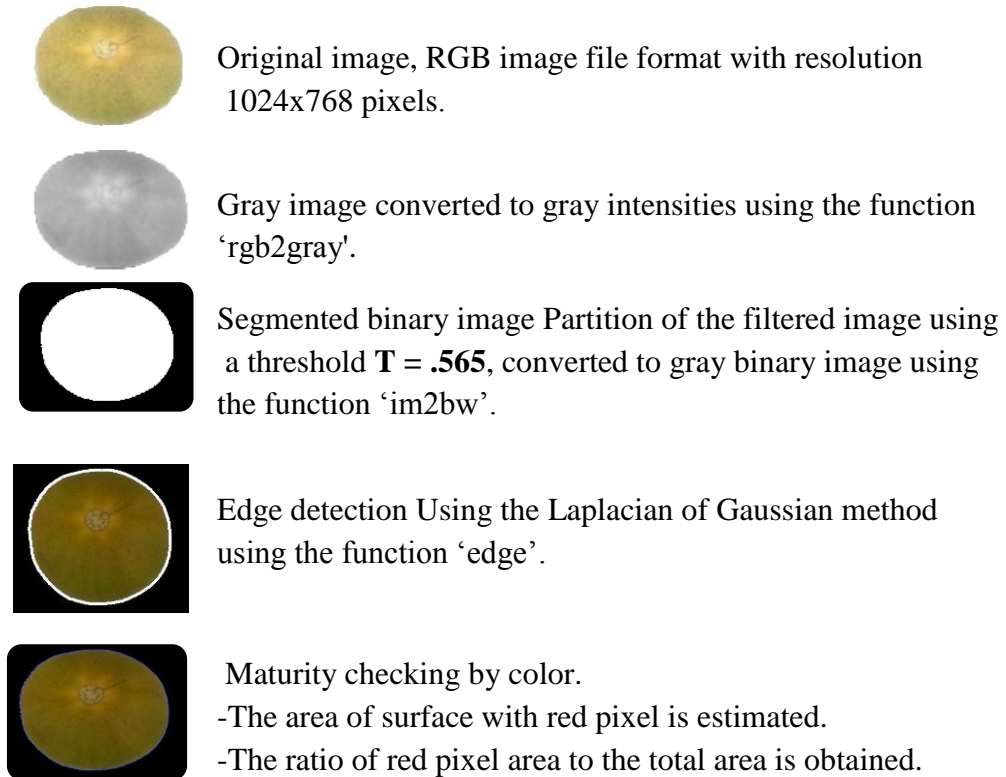 Original image, RGB image file format with resolution
1024x768 pixels.
Gray image converted to gray intensities using the function
‘rgb2gray'.
Segmented binary image Partition of the filtered image using
a threshold T = .565, converted to gray binary image using
the function ‘im2bw’.
Edge detection Using the Laplacian of Gaussian method
using the function ‘edge’.
Maturity checking by color.
-The area of surface with red pixel is estimated.
-The ratio of red pixel area to the total area is obtained.